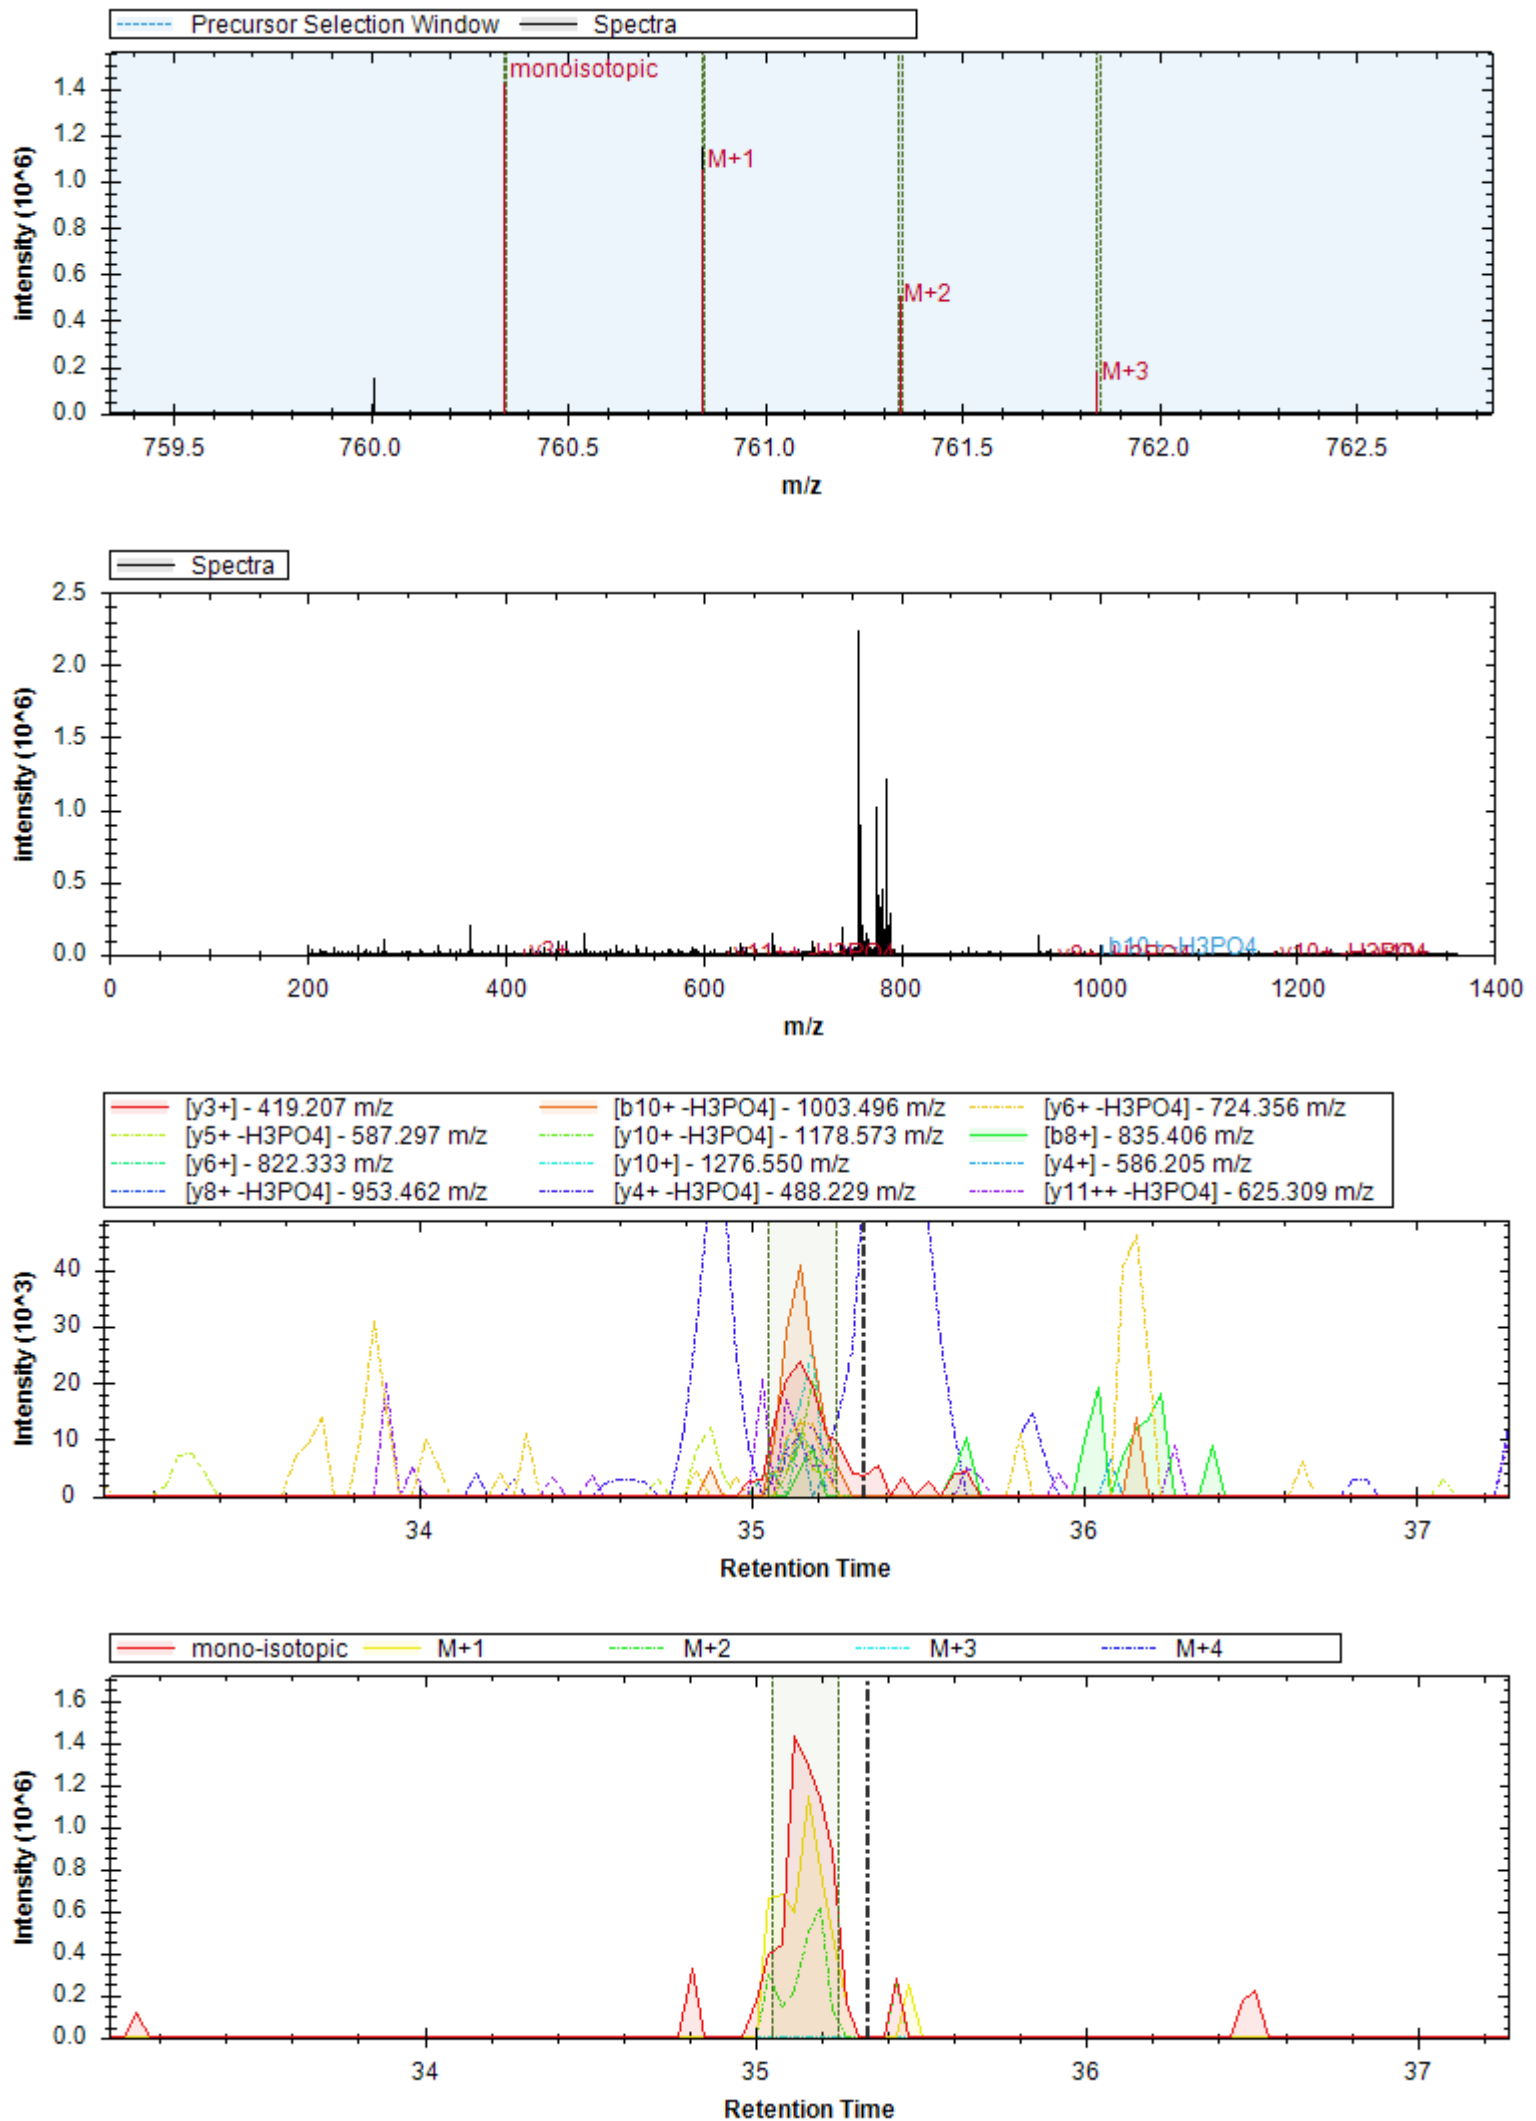 Precursor Selection Window Spectra
monoisotopic
1.4
1.2
M+1
1.0
0.8
0.6
M+2
0.4
M+3
0.2
0.0
intensity (10^6)
759.5 760.0 760.5 761.0 761.5 762.0 762.5
m/z
Spectra
2.5
2.0
1.5
1.0
0.5
0.0
intensity (10^6)
y3+ b10+ -H3PO4
0 200 400 600 800 1000 1200 1400
m/z
[y3+] - 419.207 m/z [b10+ -H3PO4] - 1003.496 m/z [y6+ -H3PO4] - 724.356 m/z
[y5+ -H3PO4] - 587.297 m/z [y10+ -H3PO4] - 1178.573 m/z [b8+] - 835.406 m/z
[y6+] - 822.333 m/z [y10+] - 1276.550 m/z [y4+] - 586.205 m/z
[y8+ -H3PO4] - 953.462 m/z [y4+ -H3PO4] - 488.229 m/z [y11++ -H3PO4] - 625.309 m/z
40
30
20
10
0
Intensity (10^3)
34 35 36 37
Retention Time
mono-isotopic M+1 M+2 M+3 M+4
1.6
1.4
1.2
1.0
0.8
0.6
0.4
0.2
0.0
Intensity (10^6)
34 35 36 37
Retention Time